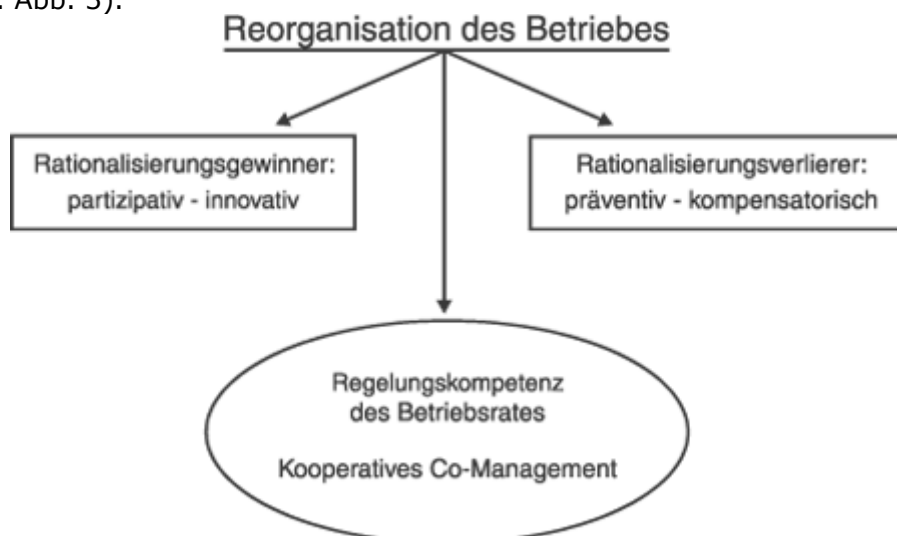 . Abb. 3).
Reorganisation des Betriebes
Rationalisierungsgewinner:
partizipativ - innovativ
Rationalisierungsverlierer:
präventiv - kompensatorisch
Regelungskompetenz
des Betriebsrates
Kooperatives Co-Management